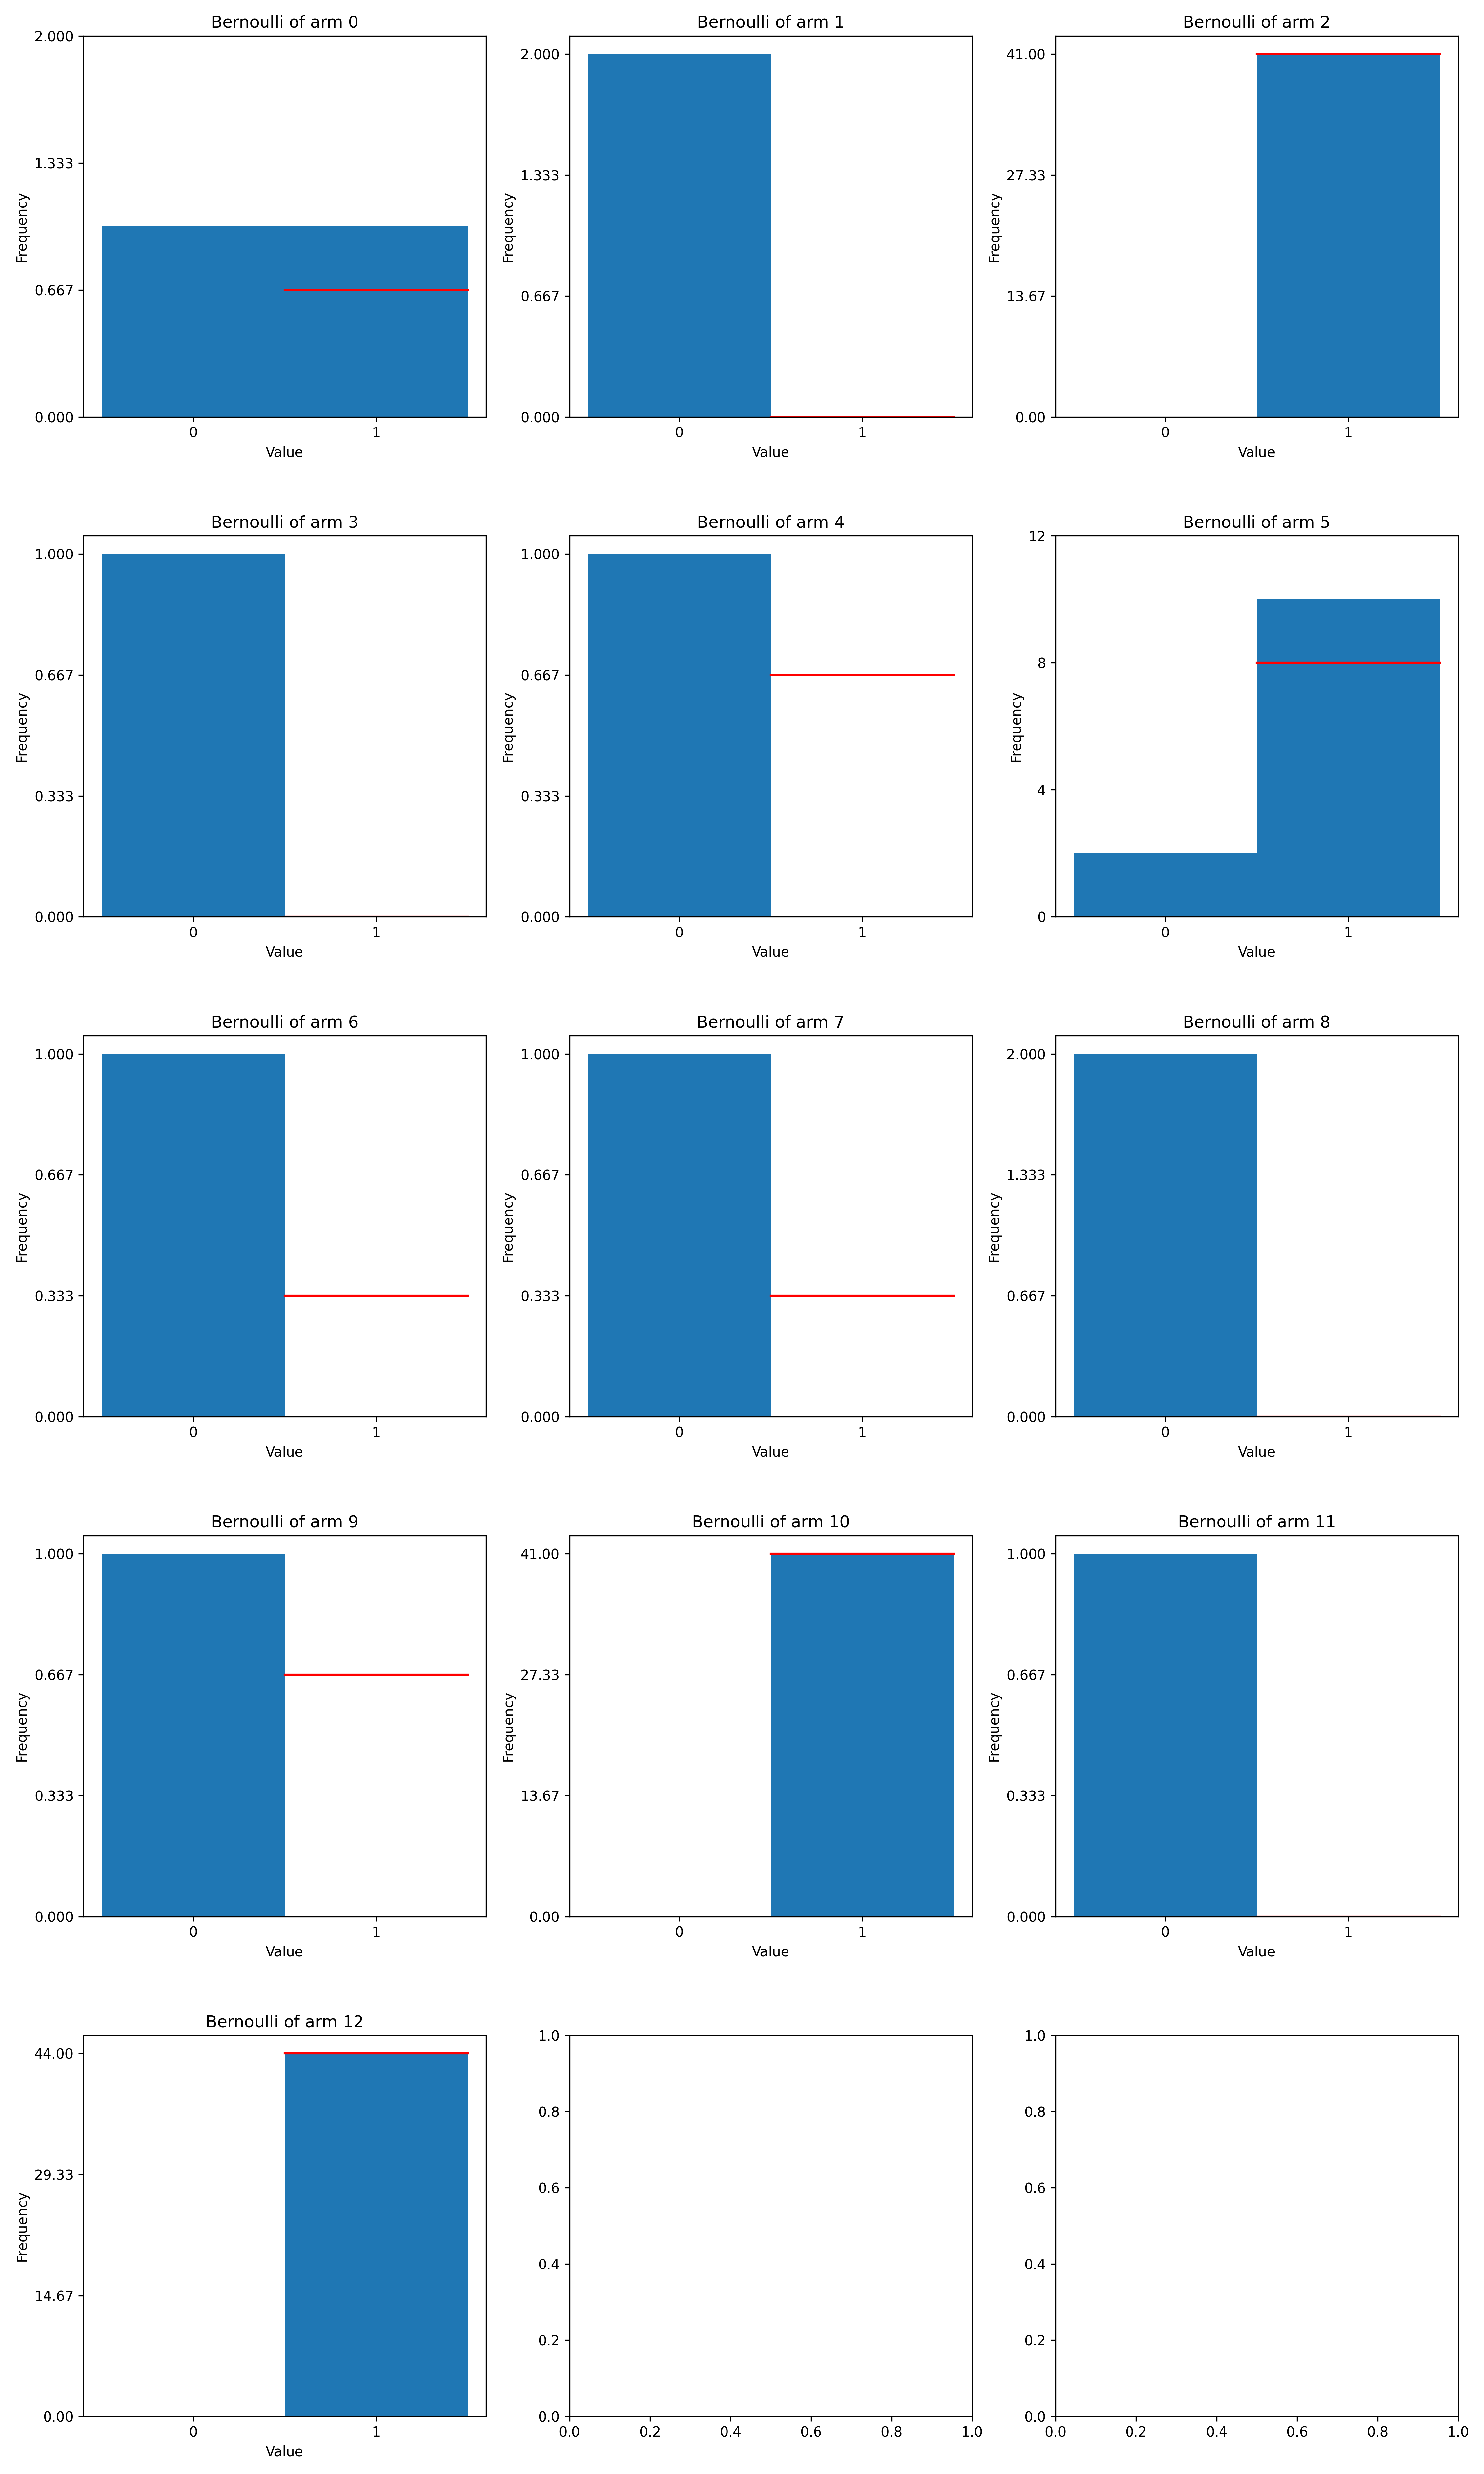 Bernoulli of arm 0
Bernoulli of arm 1
Bernoulli of arm 2
2.000
1.333
0.667
0.000
Frequency
0 1
Value
2.000
1.333
0.667
0.000
Frequency
0 1
Value
41.00
27.33
13.67
0.00
Frequency
0 1
Value
Bernoulli of arm 3
Bernoulli of arm 4
Bernoulli of arm 5
1.000
0.667
0.333
0.000
Frequency
0 1
Value
1.000
0.667
0.333
0.000
Frequency
0 1
Value
12
8
4
0
Frequency
0 1
Value
Bernoulli of arm 6
Bernoulli of arm 7
Bernoulli of arm 8
1.000
0.667
0.333
0.000
Frequency
0 1
Value
1.000
0.667
0.333
0.000
Frequency
0 1
Value
2.000
1.333
0.667
0.000
Frequency
0 1
Value
Bernoulli of arm 9
Bernoulli of arm 10
Bernoulli of arm 11
1.000
0.667
0.333
0.000
Frequency
0 1
Value
41.00
27.33
13.67
0.00
Frequency
0 1
Value
1.000
0.667
0.333
0.000
Frequency
0 1
Value
Bernoulli of arm 12
44.00
29.33
14.67
0.00
Frequency
0 1
Value
1.0
0.8
0.6
0.4
0.2
0.0
0.0 0.2 0.4 0.6 0.8 1.0
1.0
0.8
0.6
0.4
0.2
0.0
0.0 0.2 0.4 0.6 0.8 1.0